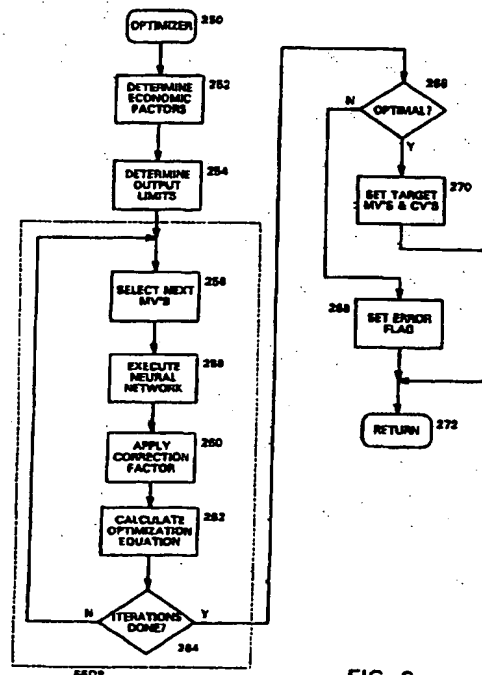 OPTIMIZER
250
DETERMINE
ECONOMIC
FACTORS
252
DETERMINE
OUTPUT
LIMITS
254
SELECT NEXT
MV'S
256
EXECUTE
NEURAL
NETWORK
258
APPLY
CORRECTION
FACTOR
260
CALCULATE
OPTIMIZATION
EQUATION
262
N
ITERATIONS
DONE?
Y
264
266
N
OPTIMAL?
Y
SET TARGET
MV'S & CV'S
270
268
SET ERROR
FLAG
RETURN
272
FIG.